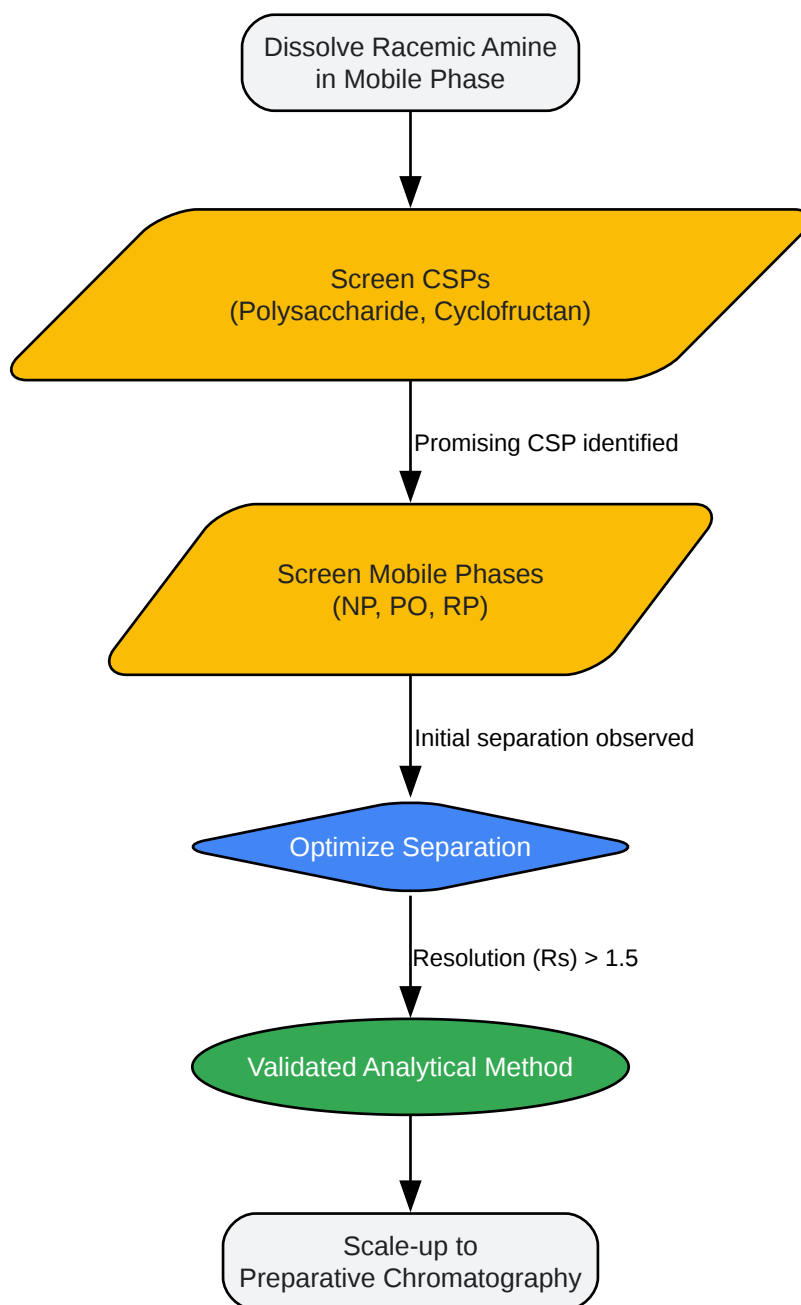 Dissolve Racemic Amine
in Mobile Phase
Screen CSPs
(Polysaccharide, Cyclofructan)
Promising CSP identified
Screen Mobile Phases
(NP, PO, RP)
Initial separation observed
Optimize Separation
Resolution (Rs) > 1.5
Validated Analytical Method
Scale-up to
Preparative Chromatography